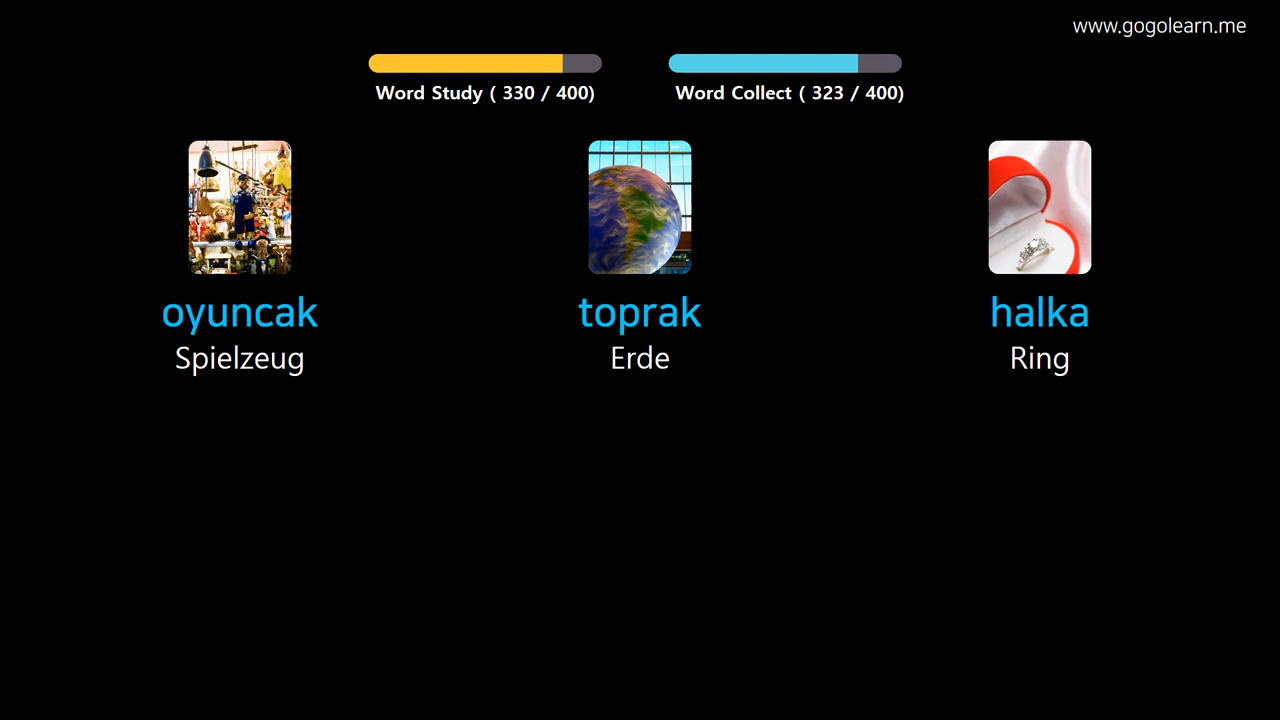 www.gogolearn.me
Word Study ( 330 / 400)
Word Collect ( 323 / 400)
oyuncak
Spielzeug
toprak
Erde
halka
Ring